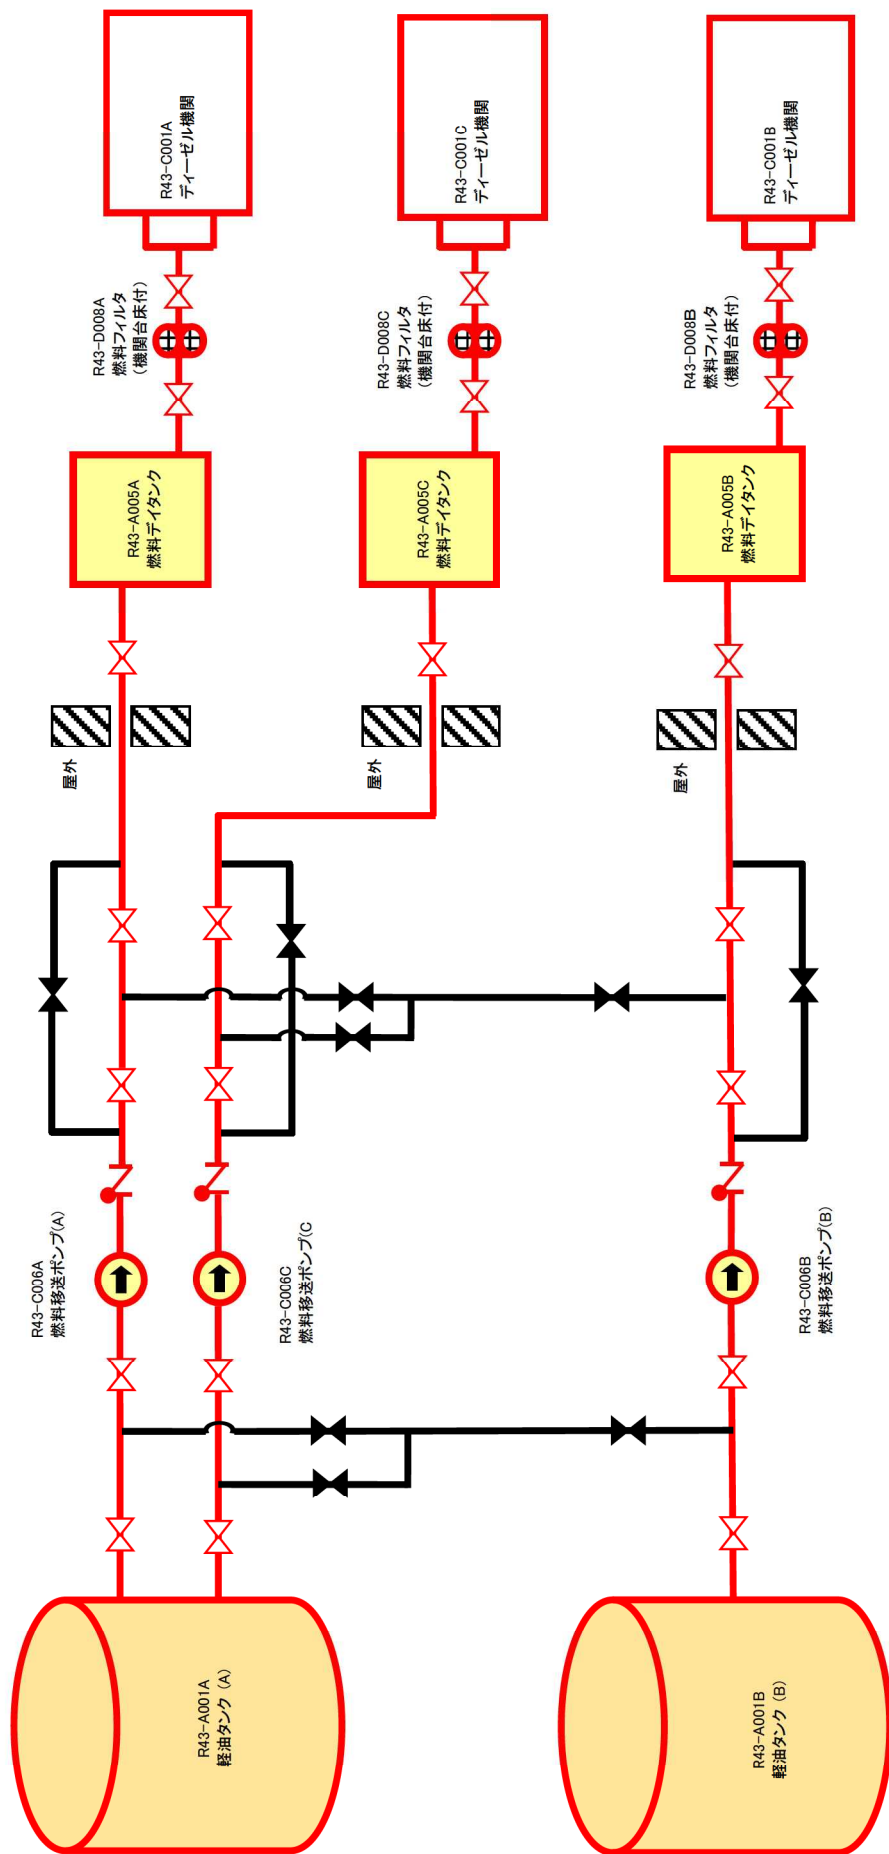 R43-C001A
ディーゼル機関
R43-C001C
ディーゼル機関
R43-C001B
ディーゼル機関
R43-D008A
燃料フィルタ
(機関台床付)
R43-D008C
燃料フィルタ
(機関台床付)
R43-D008B
燃料フィルタ
(機関台床付)
R43-A005A
燃料デイタンク
R43-A005C
燃料デイタンク
R43-A005B
燃料デイタンク
屋外
屋外
屋外
R43-C006A
燃料移送ポンプ(A)
R43-C006C
燃料移送ポンプ(C
R43-C006B
燃料移送ポンプ(B)
R43-A001A
軽油タンク (A)
R43-A001B
軽油タンク (B)